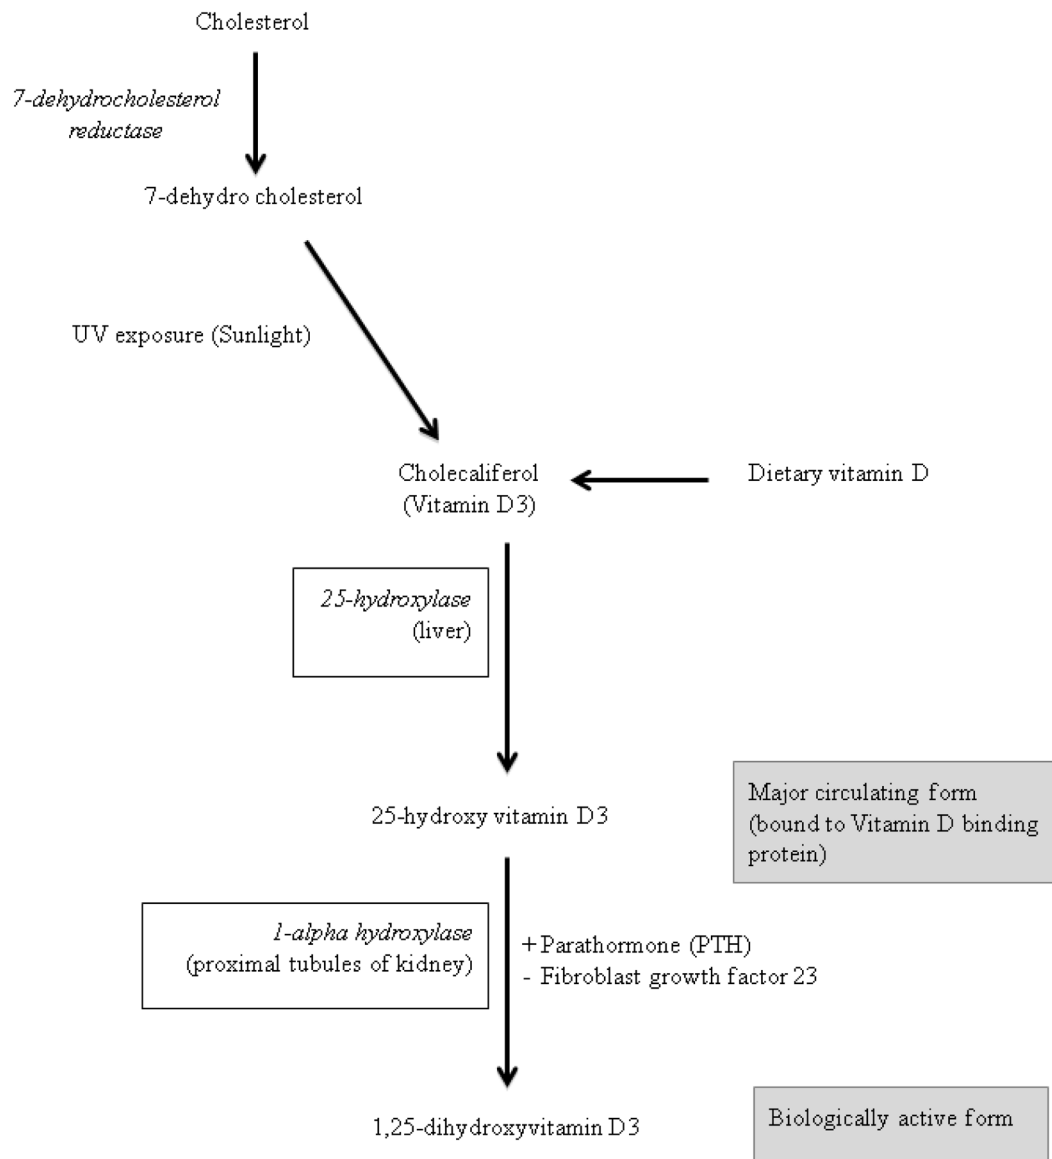 Cholesterol
7-dehydrocholesterol
reductase
7-dehydro cholesterol
UV exposure (Sunlight)
Cholecaliferol
(Vitamin D3)
Dietary vitamin D
25-hydroxylase
(liver)
25-hydroxy vitamin D3
Major circulating form
(bound to Vitamin D binding
protein)
1-alpha hydroxylase
(proximal tubules of kidney)
+ Parathormone (PTH)
- Fibroblast growth factor 23
1,25-dihydroxyvitamin D3
Biologically active form